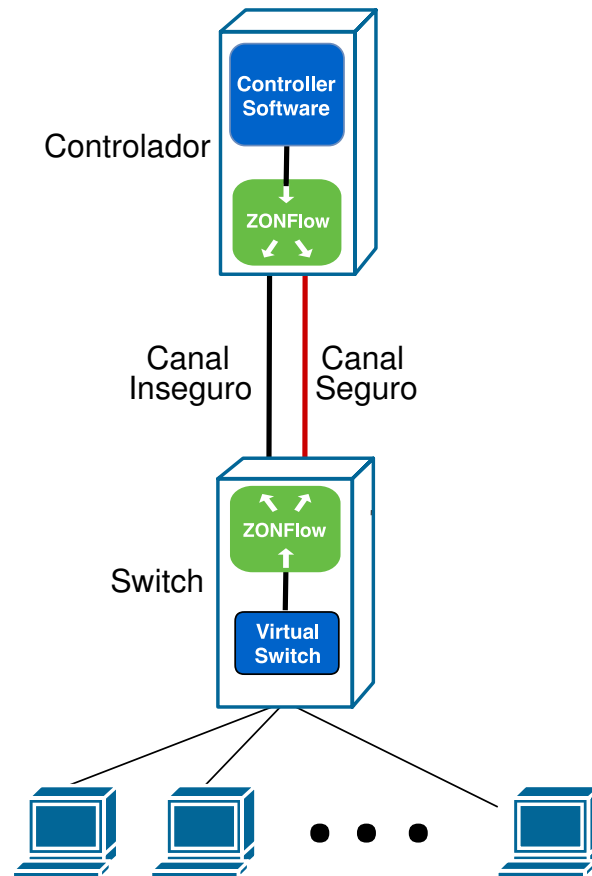 Controller
Software
Controlador
ZONFlow
Canal
Inseguro
Canal
Seguro
ZONFlow
Switch
Virtual
Switch